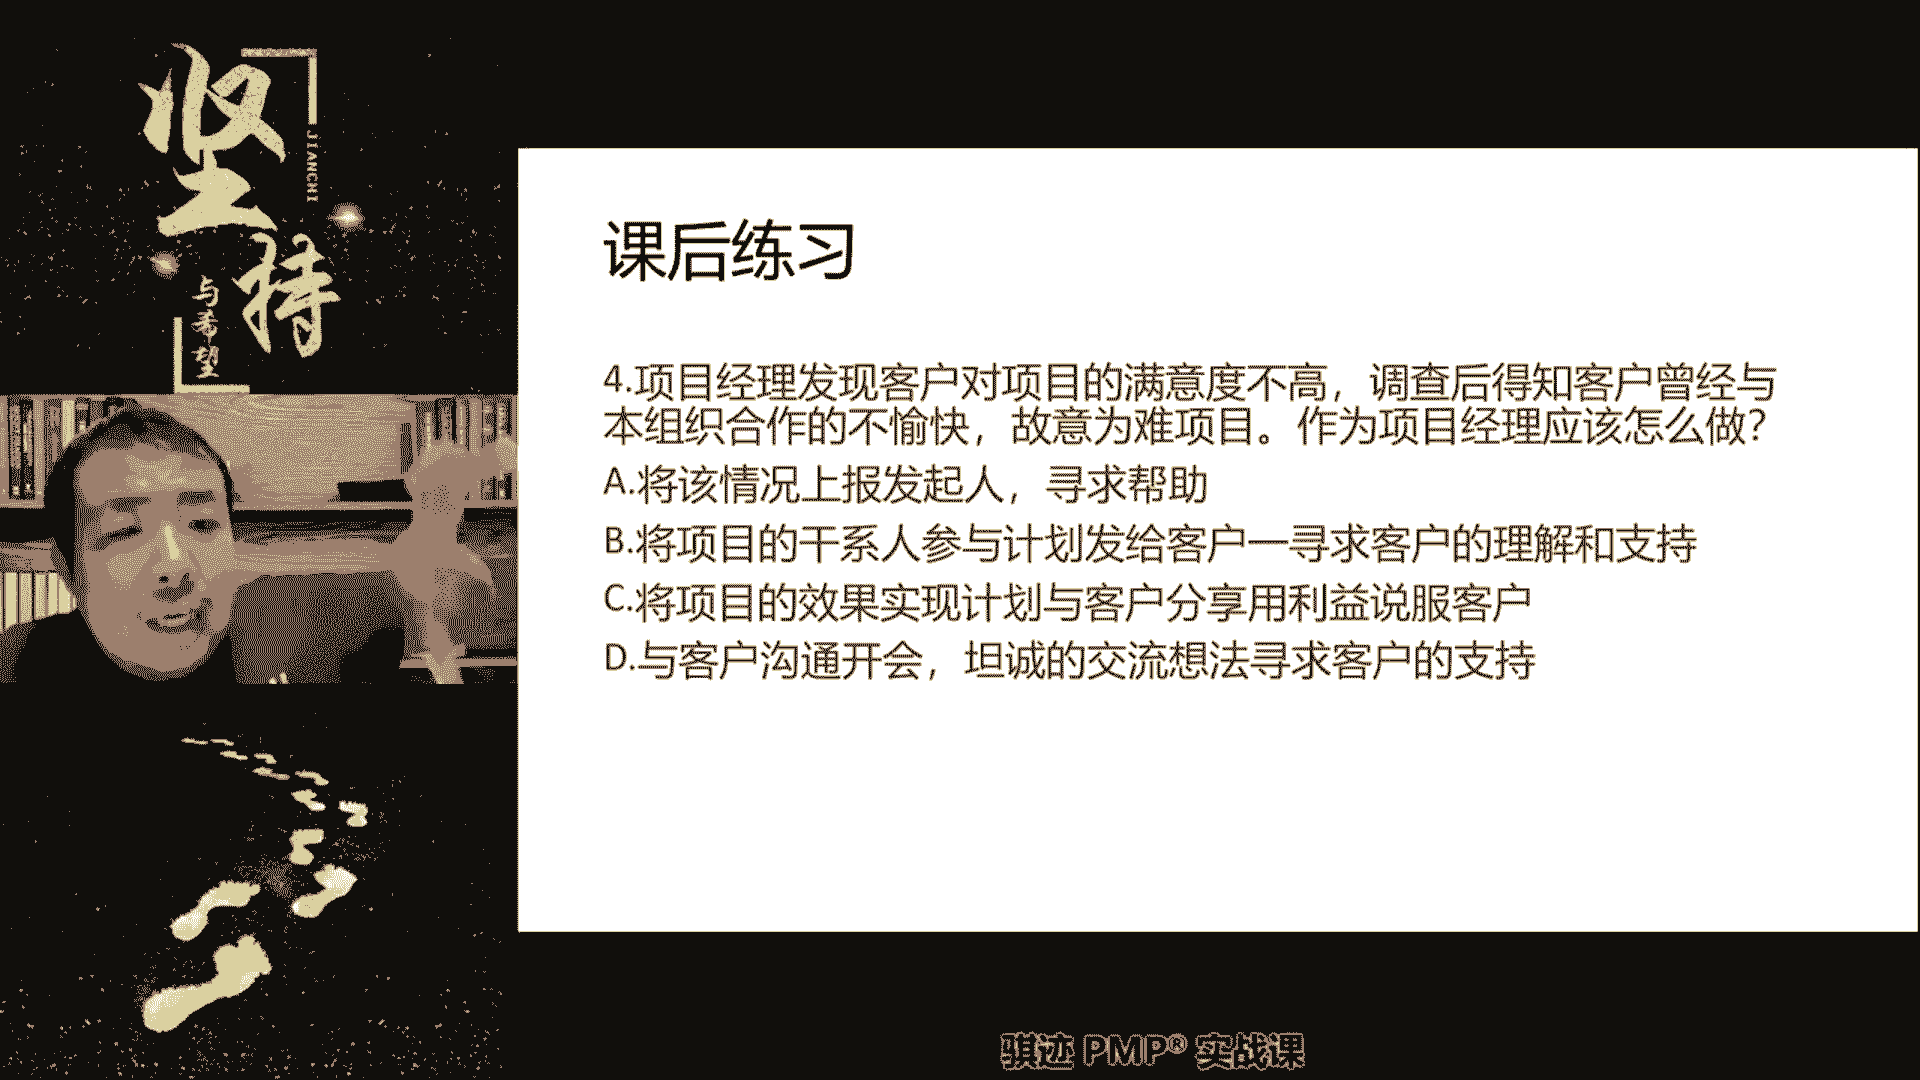 坚持
JIANCHI
与希望
课后练习
4.项目经理发现客户对项目的满意度不高，调查后得知客户曾经与
本组织合作的不愉快，故意为难项目。作为项目经理应该怎么做？
A.将该情况上报发起人，寻求帮助
B.将项目的干系人参与计划发给客户一寻求客户的理解和支持
C.将项目的效果实现计划与客户分享用利益说服客户
D.与客户沟通开会，坦诚的交流想法寻求客户的支持
骐迹 PMP® 实战课